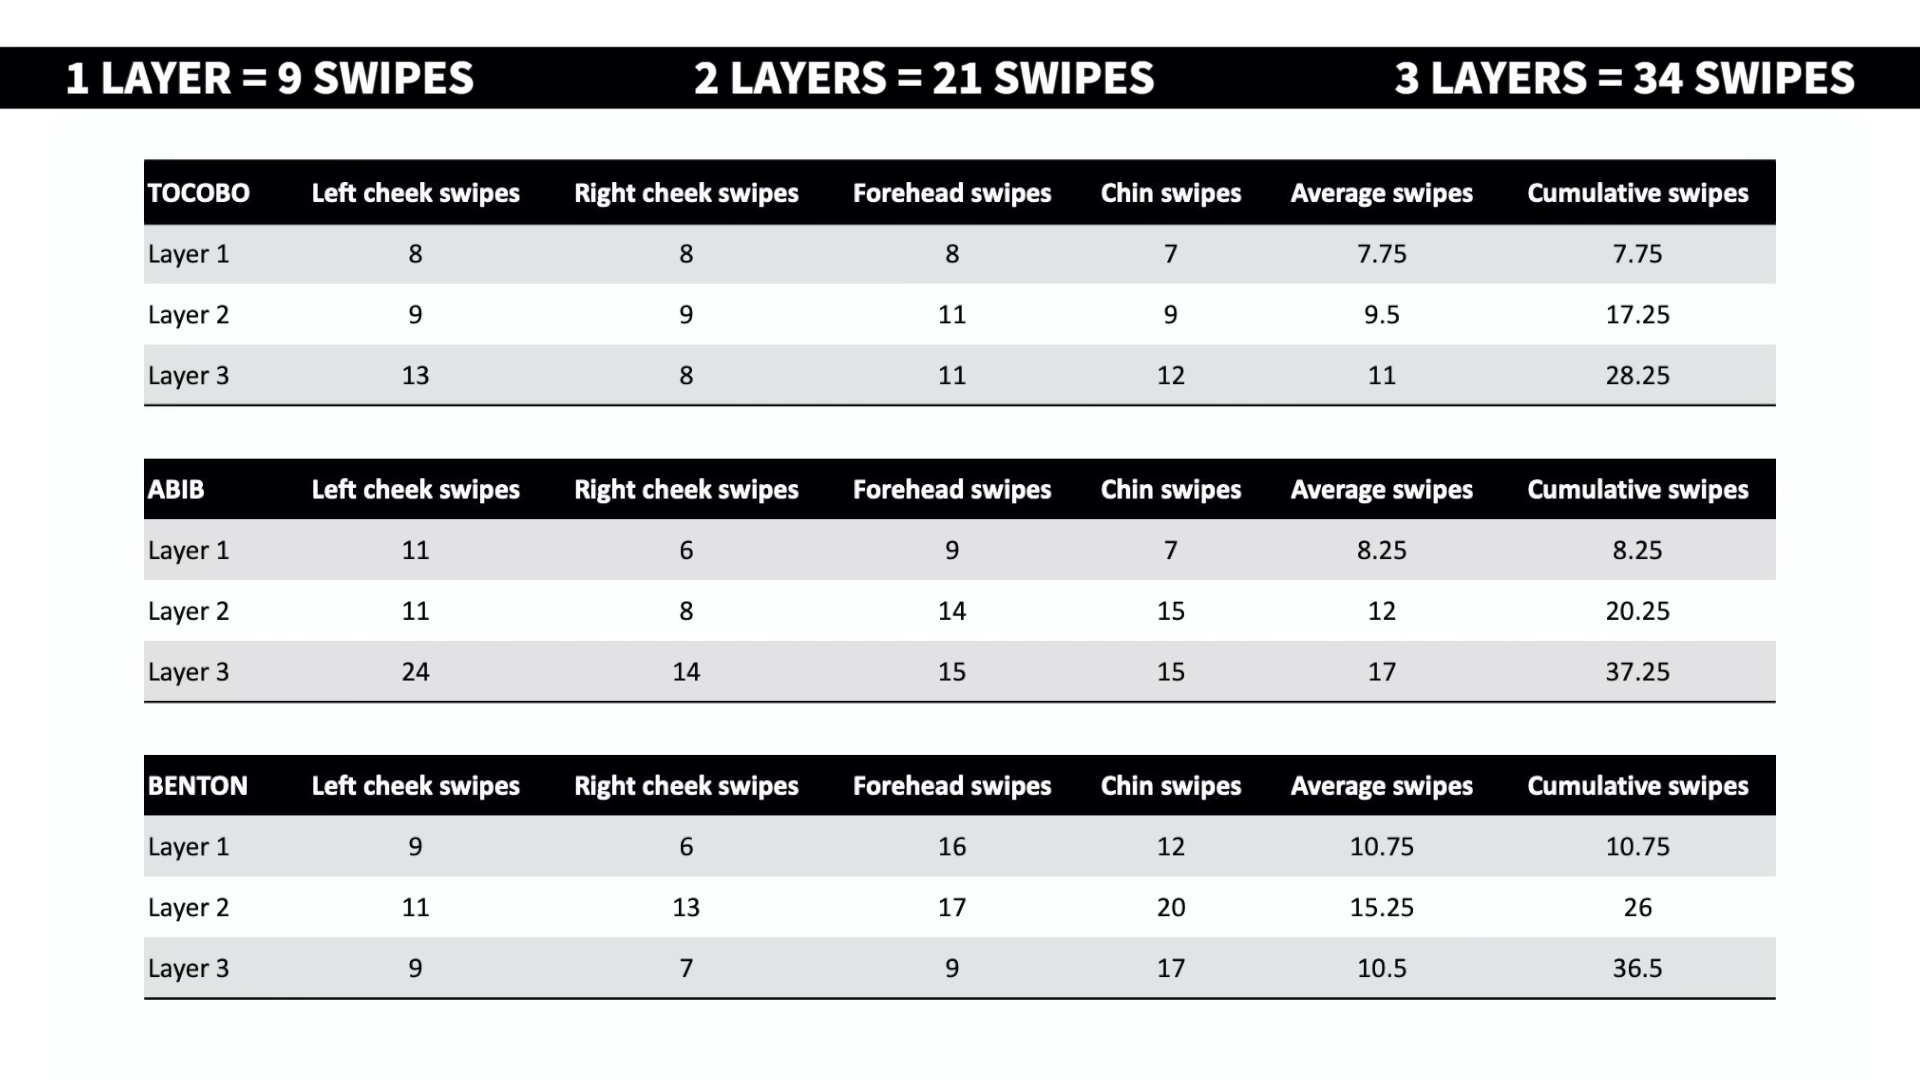 1 LAYER = 9 SWIPES 2 LAYERS = 21 SWIPES 3 LAYERS = 34 SWIPES
TOCOBO Left cheek swipes Right cheek swipes Forehead swipes Chin swipes Average swipes Cumulative swipes
Layer 1 8 8 8 7 7.75 7.75
Layer 2 9 9 11 9 9.5 17.25
Layer 3 13 8 11 12 11 28.25
ABIB Left cheek swipes Right cheek swipes Forehead swipes Chin swipes Average swipes Cumulative swipes
Layer 1 11 6 9 7 8.25 8.25
Layer 2 11 8 14 15 12 20.25
Layer 3 24 14 15 15 17 37.25
BENTON Left cheek swipes Right cheek swipes Forehead swipes Chin swipes Average swipes Cumulative swipes
Layer 1 9 6 16 12 10.75 10.75
Layer 2 11 13 17 20 15.25 26
Layer 3 9 7 9 17 10.5 36.5